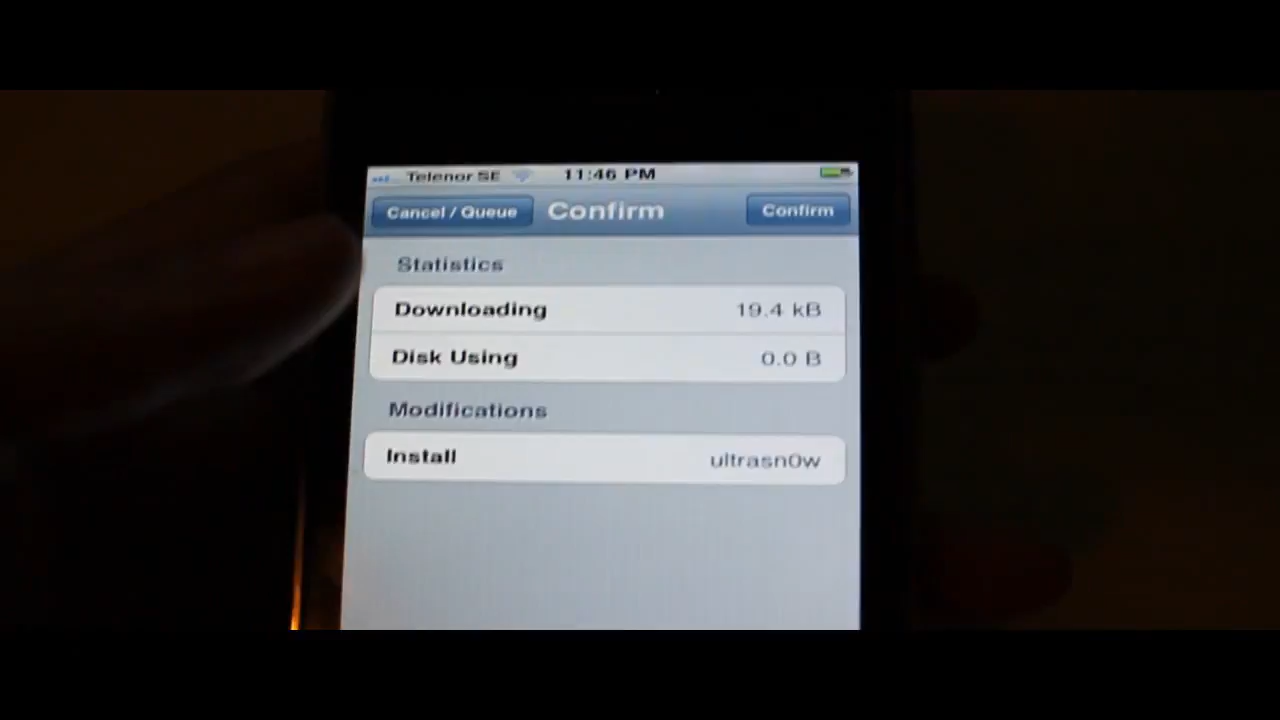 Telenor SE 11:46 PM
Cancel / Queue Confirm Confirm
Statistics
Downloading 19.4 kB
Disk Using 0.0 B
Modifications
Install ultrasn0w